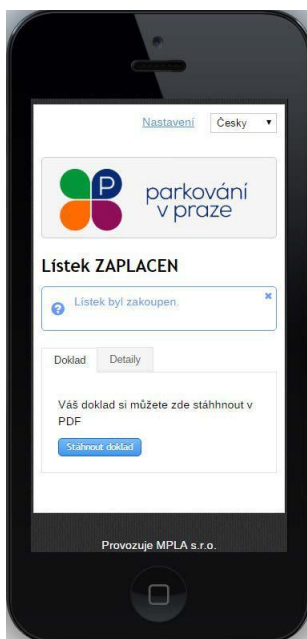 Nastavení
Česky
P
parkování
v praze
Lístek ZAPLACEN
Lístek byl zakoupen.
Doklad
Detaily
Váš doklad si můžete zde stáhhnout v
PDF
Stáhnout doklad
Provozuje MPLA s.r.o.